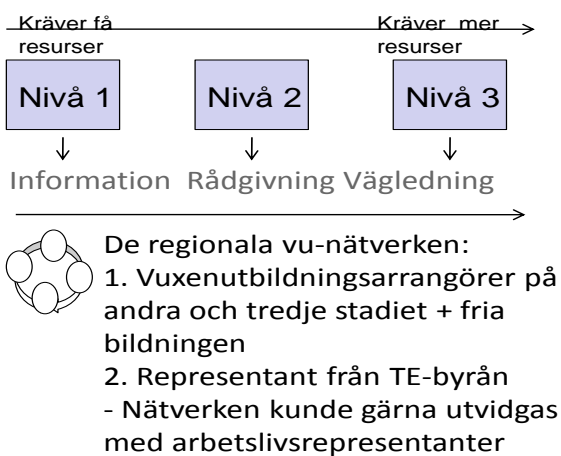 Kräver få
resurser
Kräver mer
resurser
Nivå 1
Nivå 2
Nivå 3
Information Rådgivning Vägledning
De regionala vu-nätverken:
1. Vuxenutbildningsarrangörer på
andra och tredje stadiet + fria
bildningen
2. Representant från TE-byrån
- Nätverken kunde gärna utvidgas
med arbetslivsrepresentanter